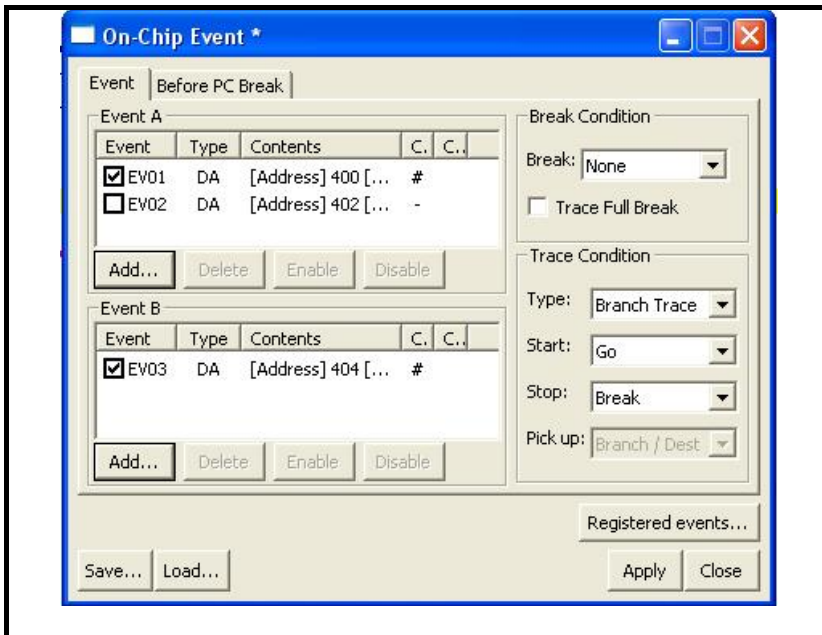 On-Chip Event *
Event
Before PC Break
Event A
Event Type Contents C. C..
EV01 DA [Address] 400 [... #
EV02 DA [Address] 402 [... -
Add... Delete Enable Disable
Event B
Event Type Contents C. C..
EV03 DA [Address] 404 [... #
Add... Delete Enable Disable
Break Condition
Break: None
Trace Full Break
Trace Condition
Type: Branch Trace
Start: Go
Stop: Break
Pick up: Branch / Dest
Registered events...
Save... Load... Apply Close